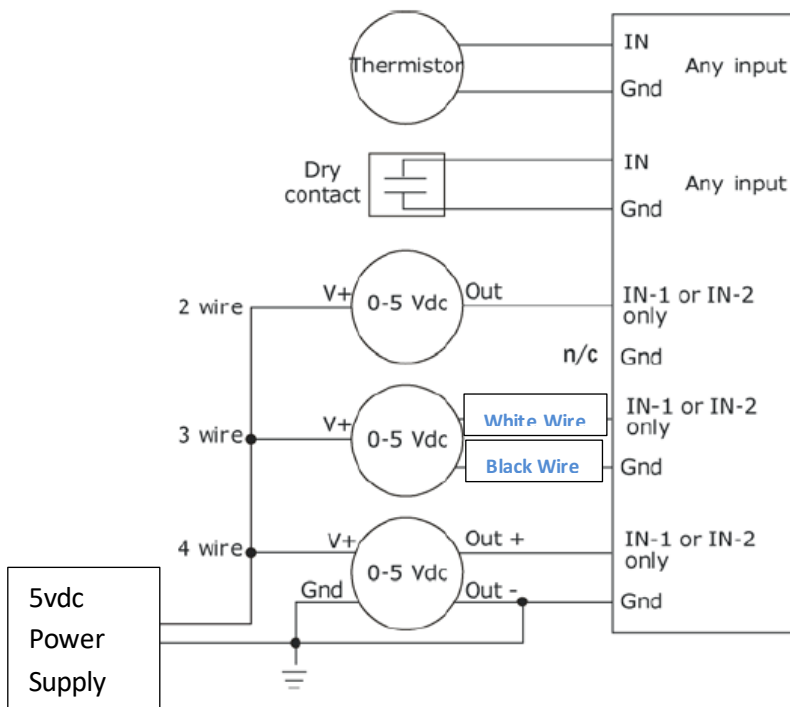 Thermistor
IN
Any input
Gnd
Dry
contact
IN
Any input
Gnd
2 wire
V+
0-5 Vdc
Out
IN-1 or IN-2
only
n/c
Gnd
3 wire
V+
0-5 Vdc
White Wire
IN-1 or IN-2
only
Black Wire
Gnd
4 wire
V+
0-5 Vdc
Out +
IN-1 or IN-2
only
Gnd
Out -
Gnd
5vdc
Power
Supply